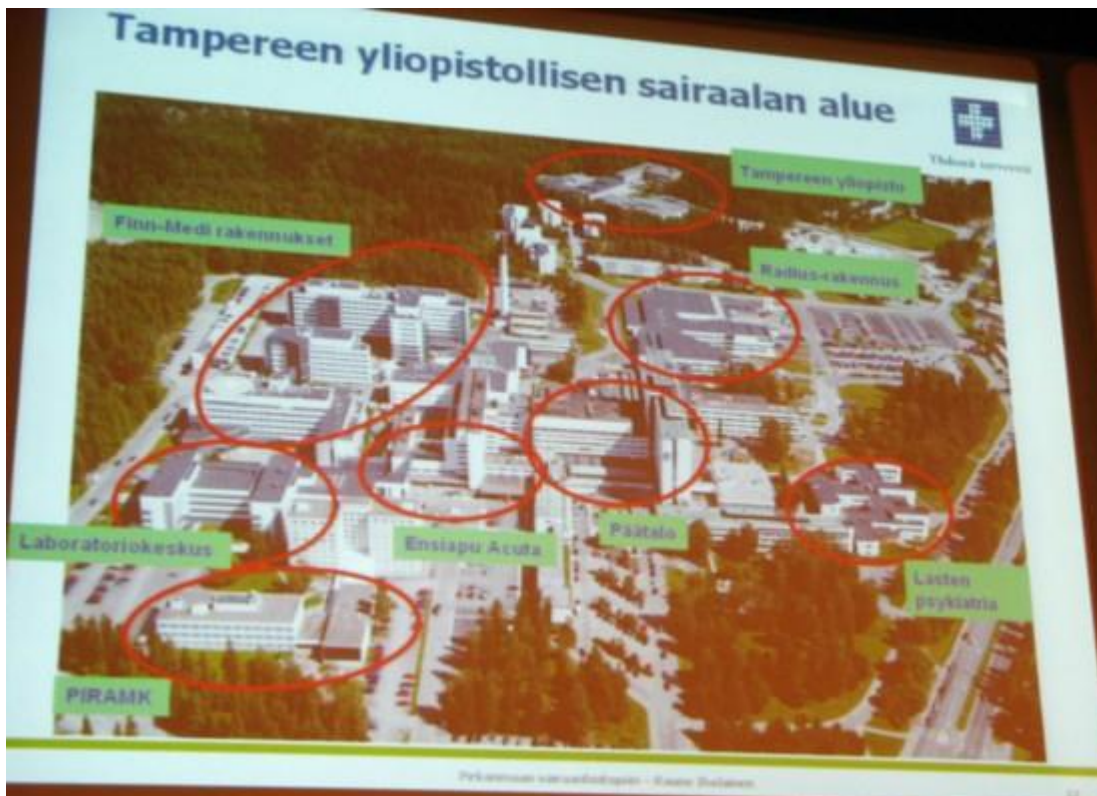 Tampereen yliopistollisen sairaalan alue
Tampereen yliopisto
Finn-Medi rakennukset
Radius-rakennus
Laboratoriokeskus
Ensiapu Acuta
Päätalo
Lasten
psykiatria
PIRAMK